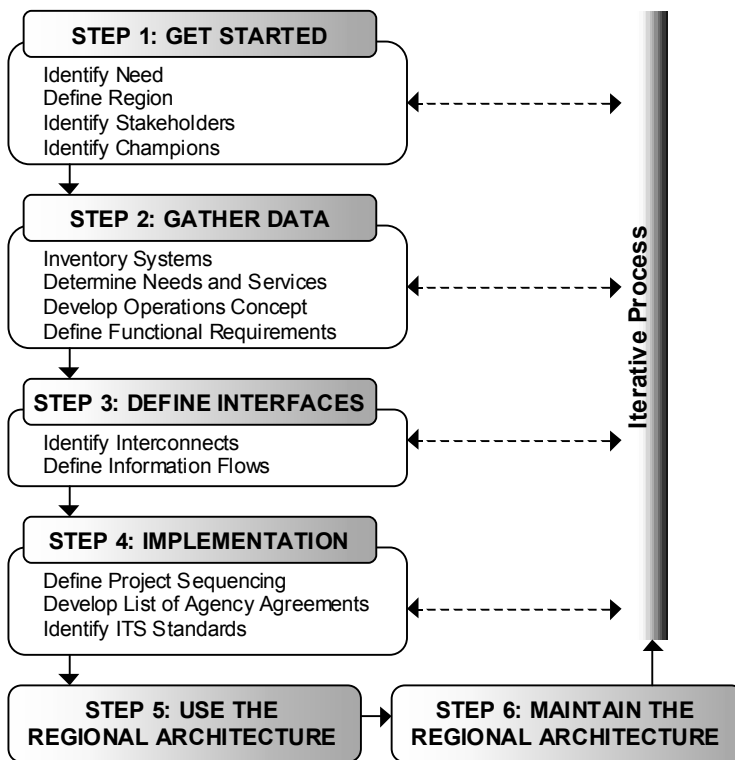 STEP 1: GET STARTED
Identify Need
Define Region
Identify Stakeholders
Identify Champions
STEP 2: GATHER DATA
Inventory Systems
Determine Needs and Services
Develop Operations Concept
Define Functional Requirements
STEP 3: DEFINE INTERFACES
Identify Interconnects
Define Information Flows
STEP 4: IMPLEMENTATION
Define Project Sequencing
Develop List of Agency Agreements
Identify ITS Standards
STEP 5: USE THE
REGIONAL ARCHITECTURE
STEP 6: MAINTAIN THE
REGIONAL ARCHITECTURE
Iterative Process